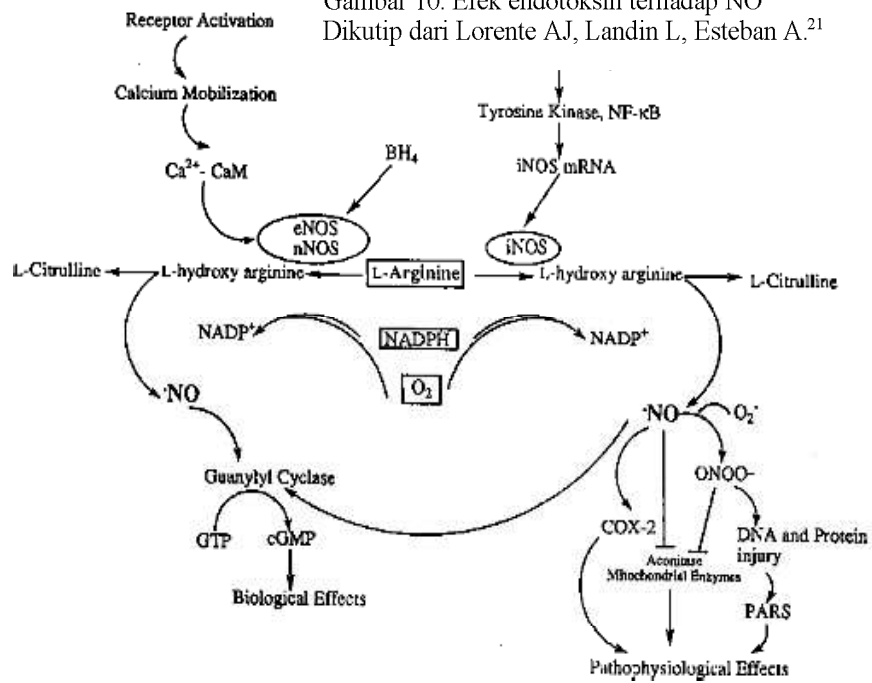 Gambar 10. Efek endotoksin terhadap NO
Dikutip dari Lorente AJ, Landin L, Esteban A.21
Receptor Activation
Calcium Mobilization
Ca2+- CaM
BH4
eNOS
nNOS
Tyrosine Kinase, NF-κB
iNOS mRNA
iNOS
L-Citrulline
L-hydroxy arginine
L-Arginine
L-hydroxy arginine
L-Citrulline
NADP+
NADPH
NADP+
O2
·NO
·NO
O2·
Guanylyl Cyclase
ONOO-
GTP
cGMP
COX-2
DNA and Protein
injury
Aconitase
Mitochondrial Enzymes
Biological Effects
PARS
Pathophysiological Effects